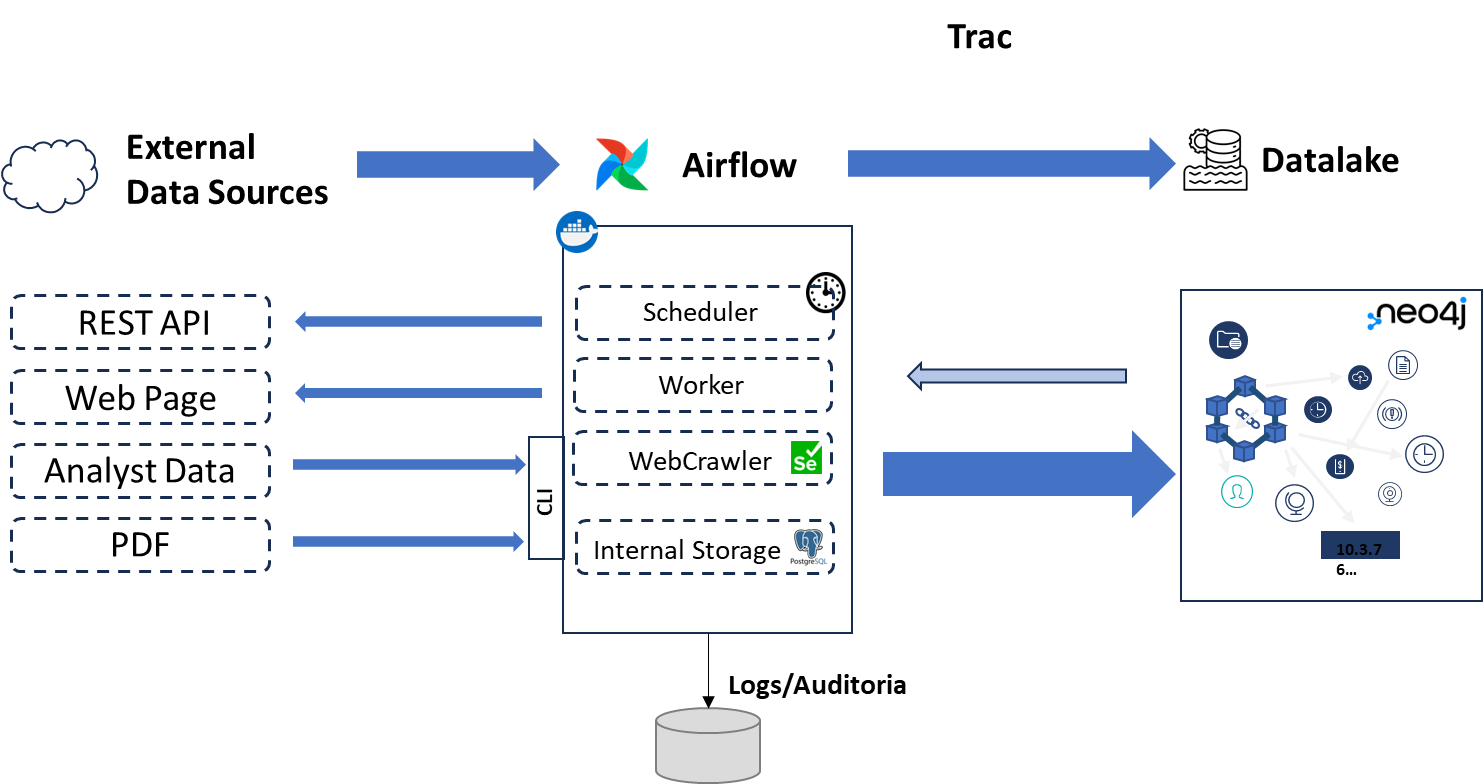 Trac
External
Data Sources
Airflow
Datalake
REST API
Web Page
Analyst Data
PDF
CLI
Scheduler
Worker
WebCrawler
Se
Internal Storage
PostgreSQL
neo4j
$
10.3.7
6...
Logs/Auditoria